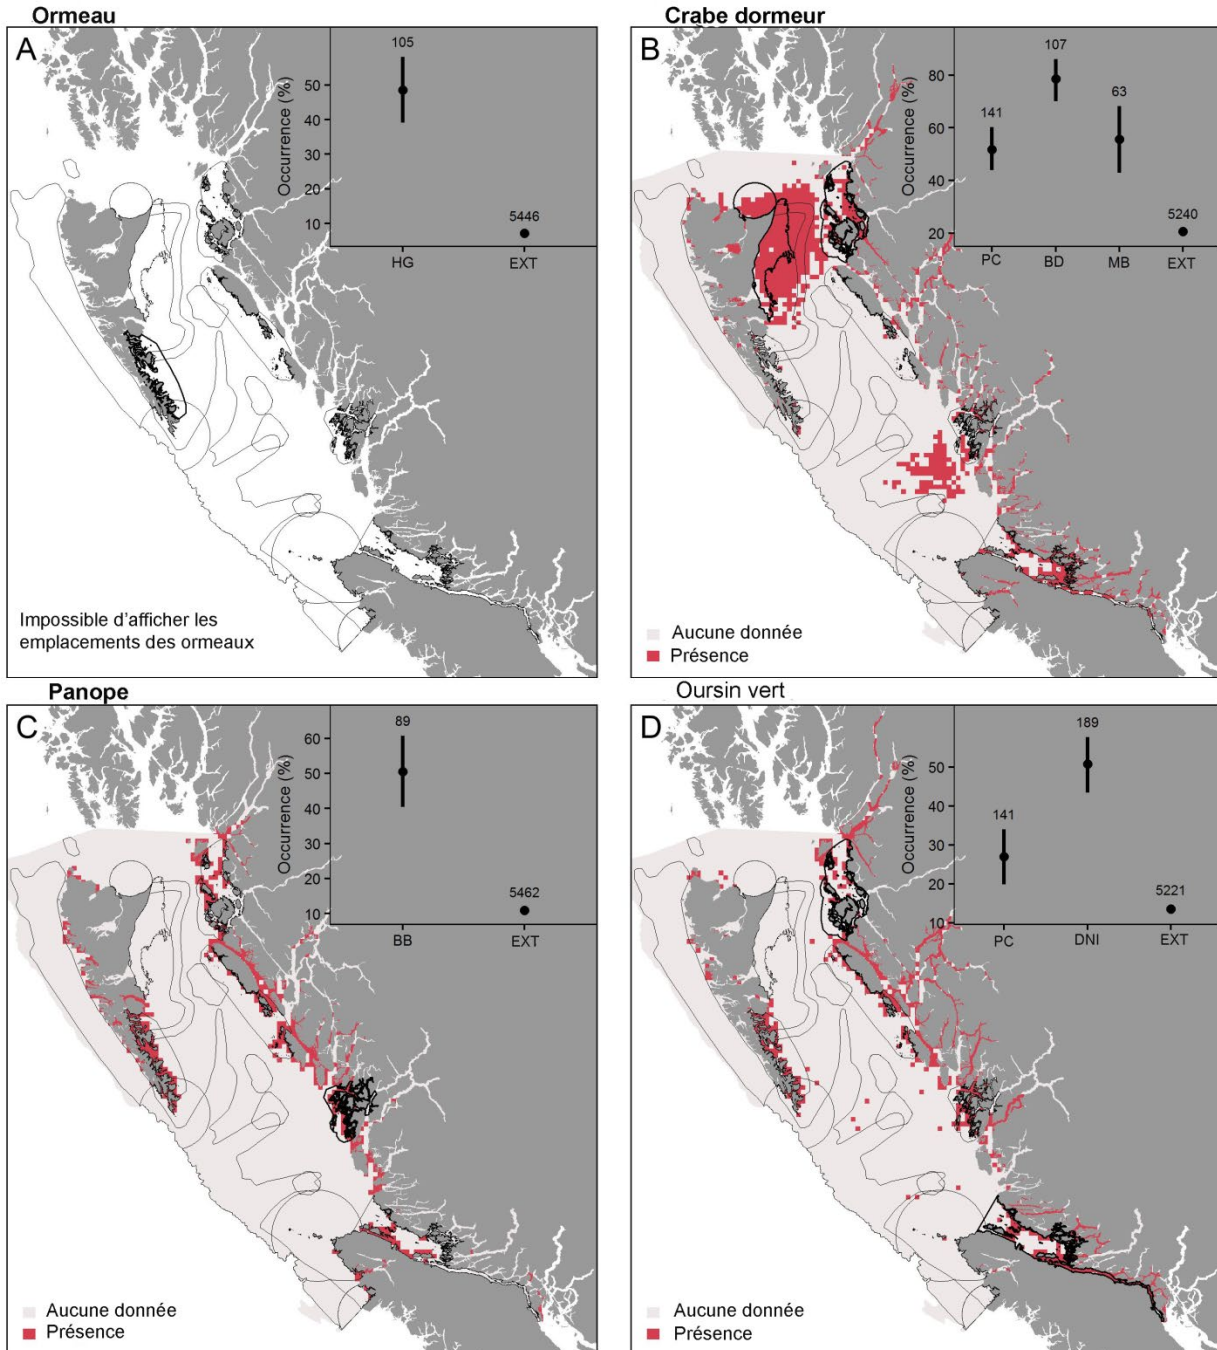 Ormeau
A
105
Occurrence (%)
50
40
30
20
10
5446
HG
EXT
Impossible d'afficher les
emplacements des ormeaux
Crabe dormeur
B
107
141
63
5240
Occurrence (%)
80
60
40
20
PC
BD
MB
EXT
Aucune donnée
Présence
Panope
C
89
Occurrence (%)
60
50
40
30
20
10
5462
BB
EXT
Aucune donnée
Présence
Oursin vert
D
189
141
5221
Occurrence (%)
50
40
30
20
10
PC
DNI
EXT
Aucune donnée
Présence